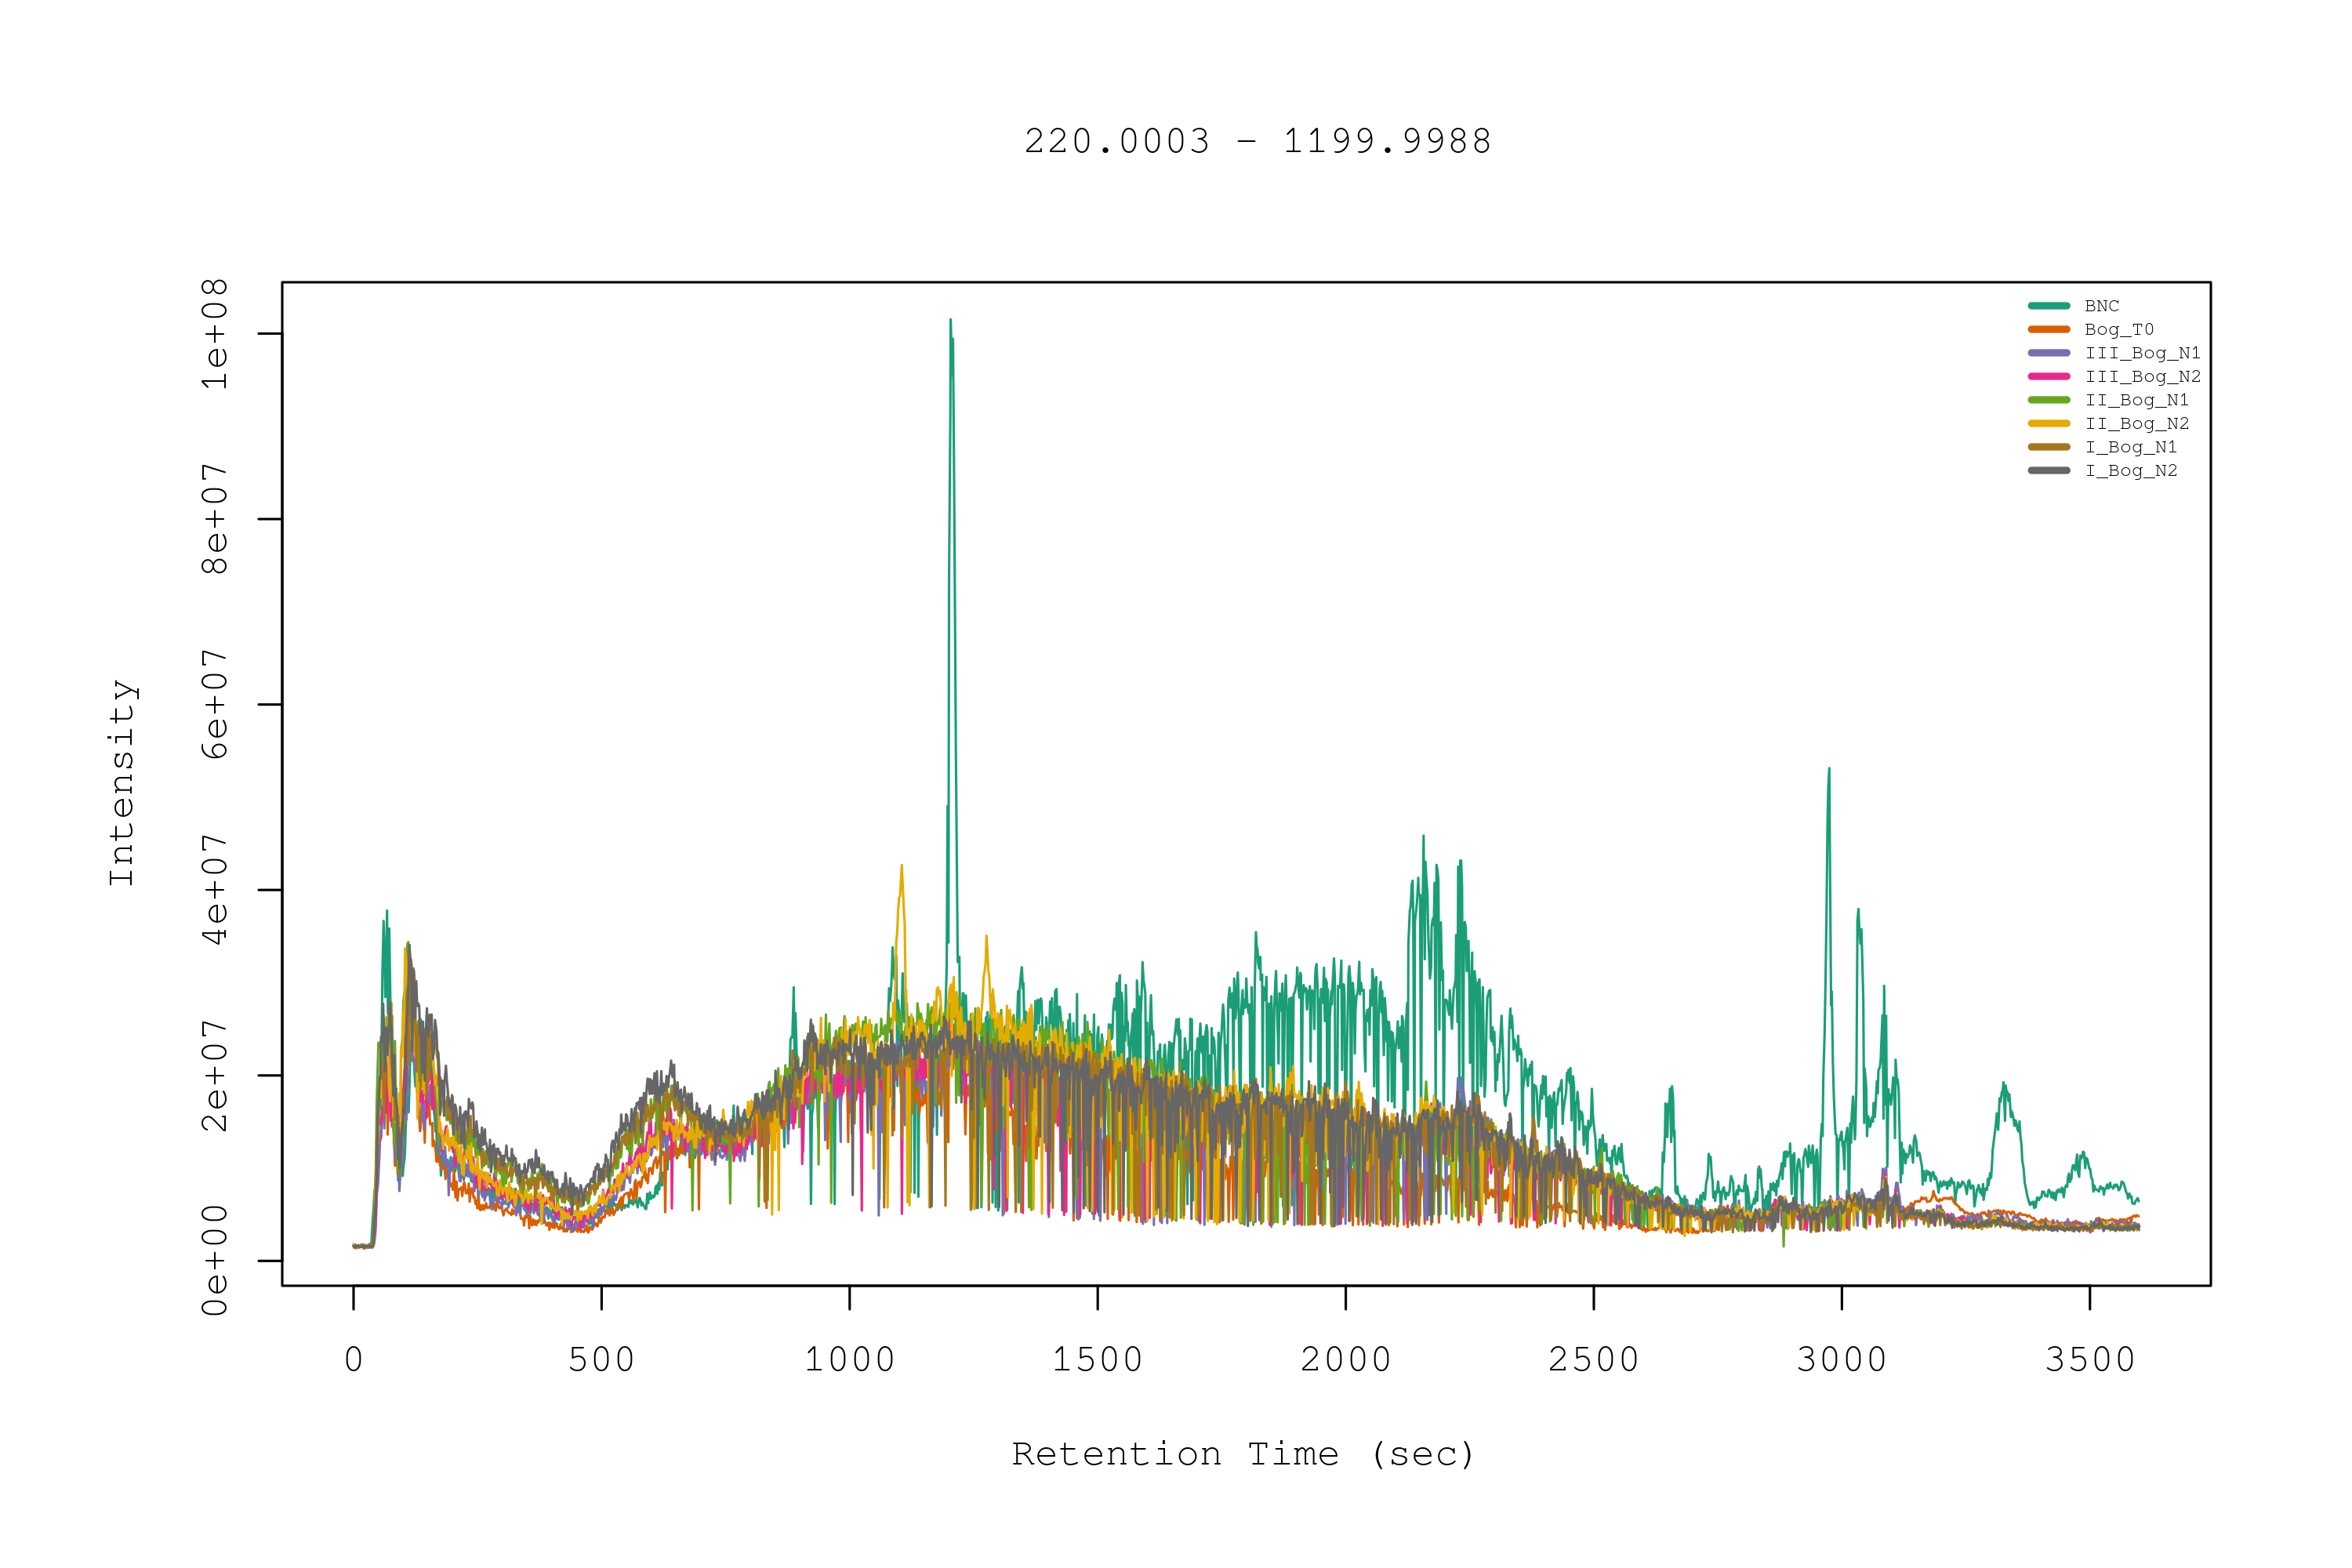 220.0003 - 1199.9988
1e+08
8e+07
6e+07
4e+07
2e+07
0e+00
Intensity
BNC
Bog_T0
III_Bog_N1
III_Bog_N2
II_Bog_N1
II_Bog_N2
I_Bog_N1
I_Bog_N2
0 500 1000 1500 2000 2500 3000 3500
Retention Time (sec)